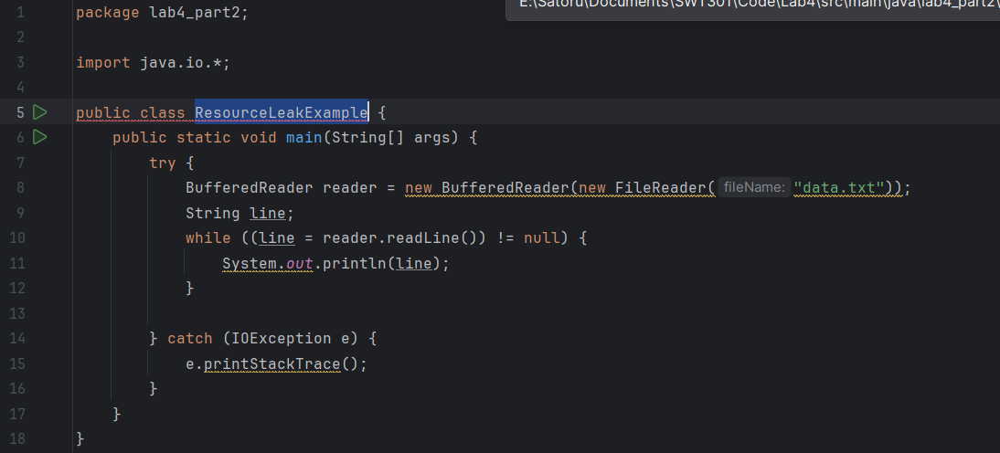 E:\Satoru\Documents\SWT301\Code\Lab4\src\main\java\lab4_part2\
1 package lab4_part2;
2
3 import java.io.*;
4
5 public class ResourceLeakExample {
6 public static void main(String[] args) {
7 try {
8 BufferedReader reader = new BufferedReader(new FileReader( fileName: "data.txt"));
9 String line;
10 while ((line = reader.readLine()) != null) {
11 System.out.println(line);
12 }
13
14 } catch (IOException e) {
15 e.printStackTrace();
16 }
17 }
18 }